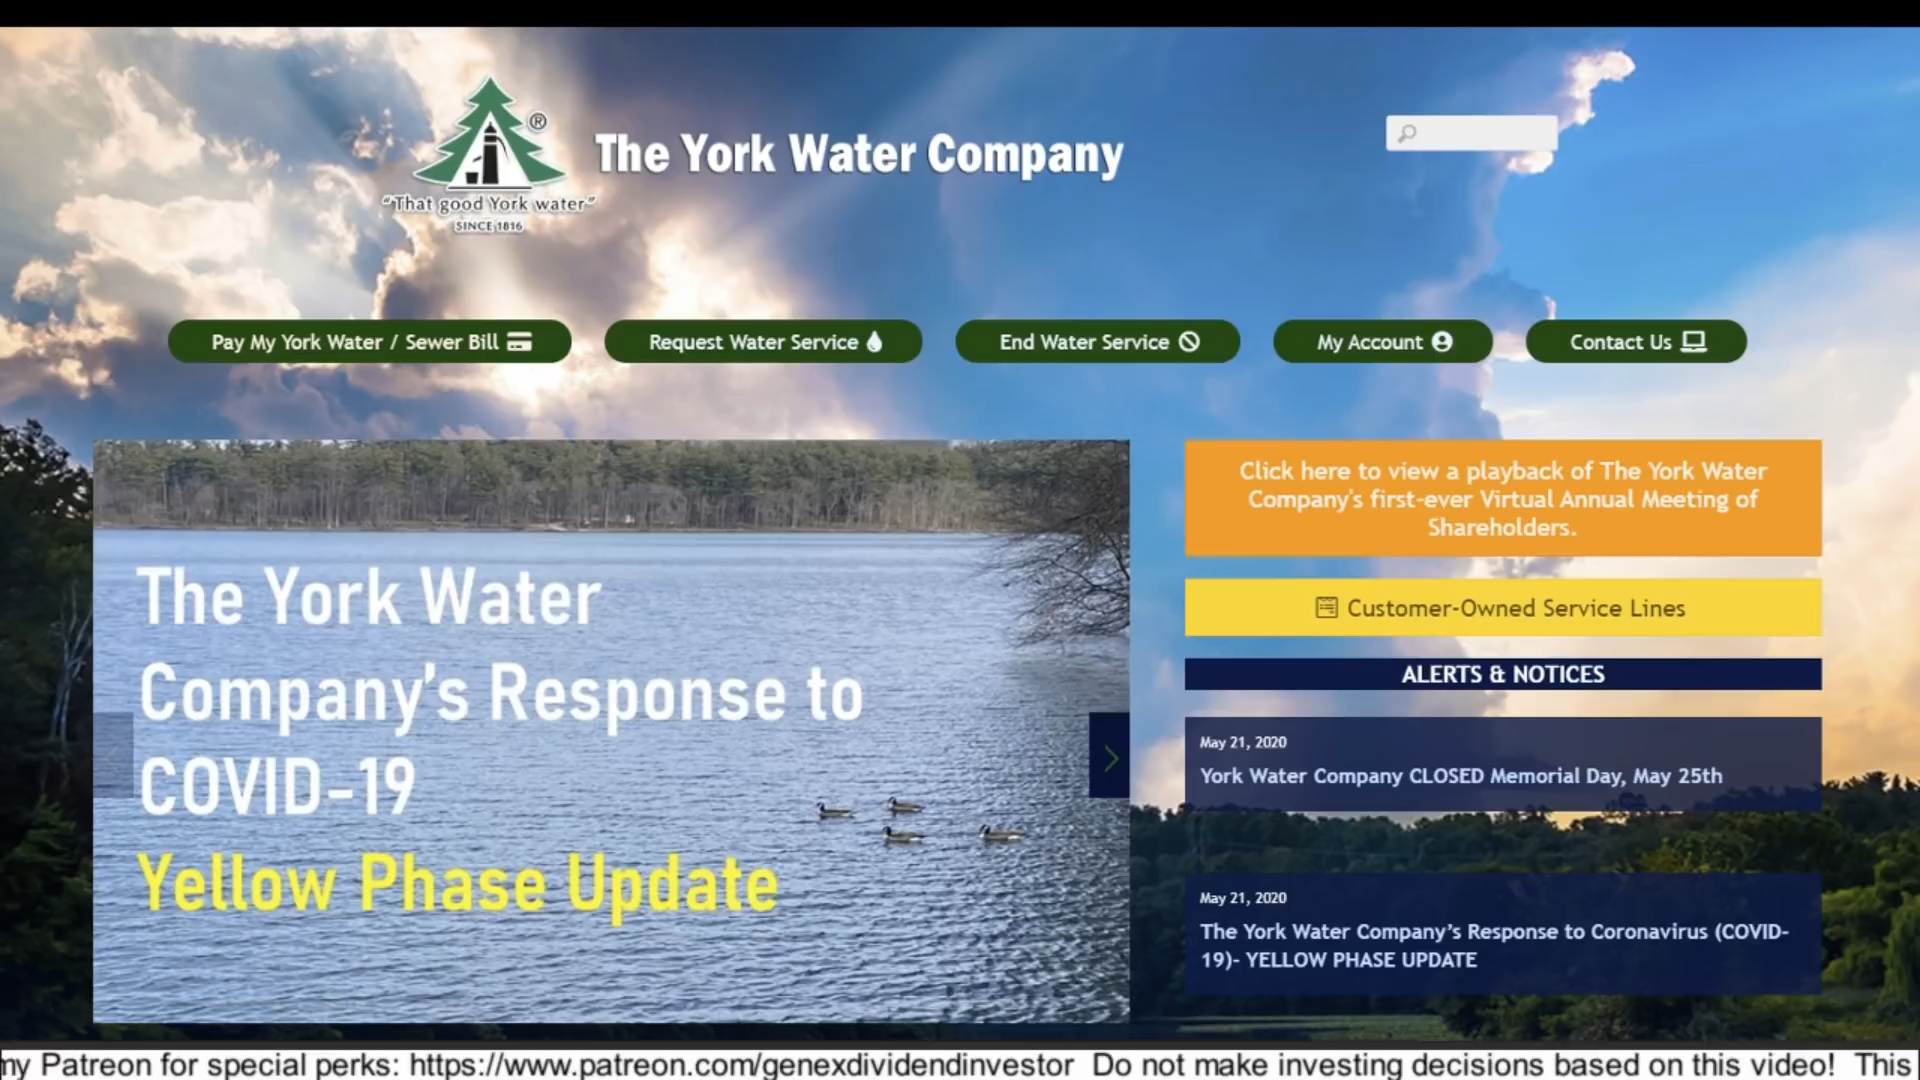 ®
"That good York water"
SINCE 1816
The York Water Company
Pay My York Water / Sewer Bill
Request Water Service
End Water Service
My Account
Contact Us
The York Water
Company's Response to
COVID-19
Yellow Phase Update
Click here to view a playback of The York Water
Company's first-ever Virtual Annual Meeting of
Shareholders.
Customer-Owned Service Lines
ALERTS & NOTICES
May 21, 2020
York Water Company CLOSED Memorial Day, May 25th
May 21, 2020
The York Water Company's Response to Coronavirus (COVID-
19)- YELLOW PHASE UPDATE
my Patreon for special perks: https://www.patreon.com/genexdividendinvestor Do not make investing decisions based on this video! This